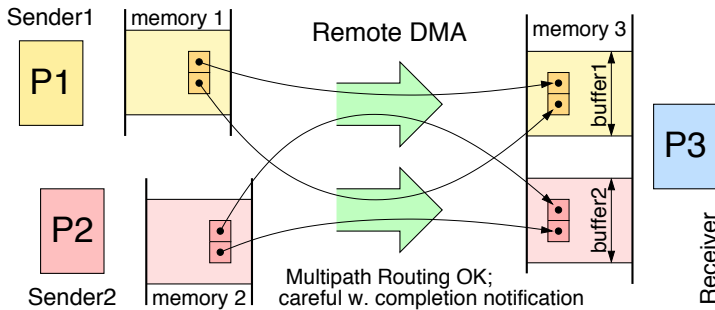 Sender1
memory 1
Remote DMA
memory 3
P1
buffer1
P3
P2
buffer2
Receiver
Sender2
memory 2
Multipath Routing OK;
careful w. completion notification